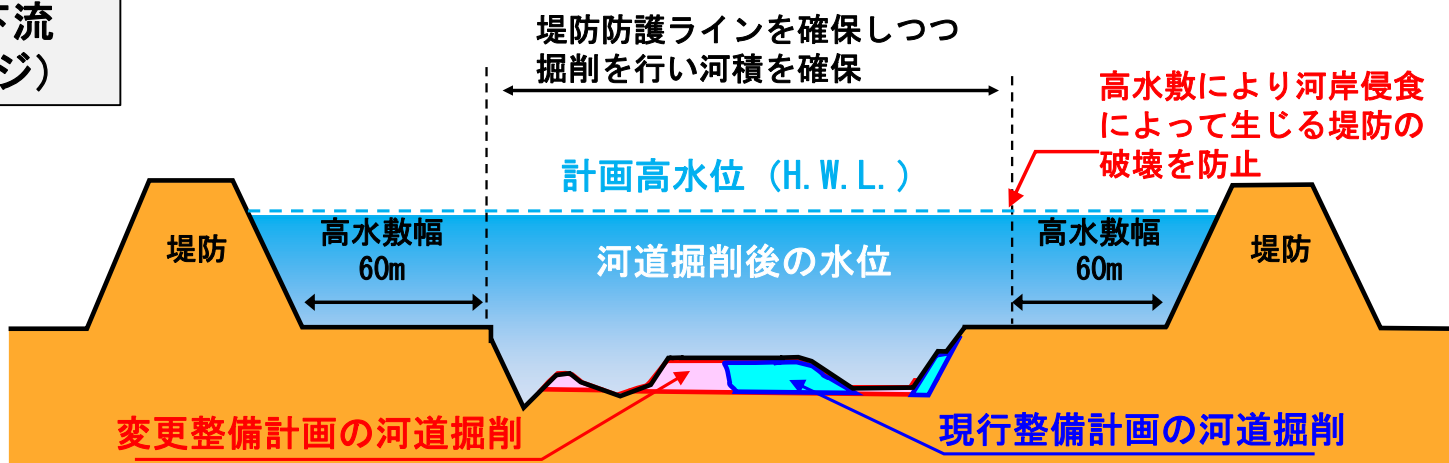 下流
ジ）
堤防防護ラインを確保しつつ
掘削を行い河積を確保
高水敷により河岸侵食
によって生じる堤防の
破壊を防止
計画高水位（H.W.L.）
堤防
高水敷幅
60m
河道掘削後の水位
高水敷幅
60m
堤防
変更整備計画の河道掘削
現行整備計画の河道掘削